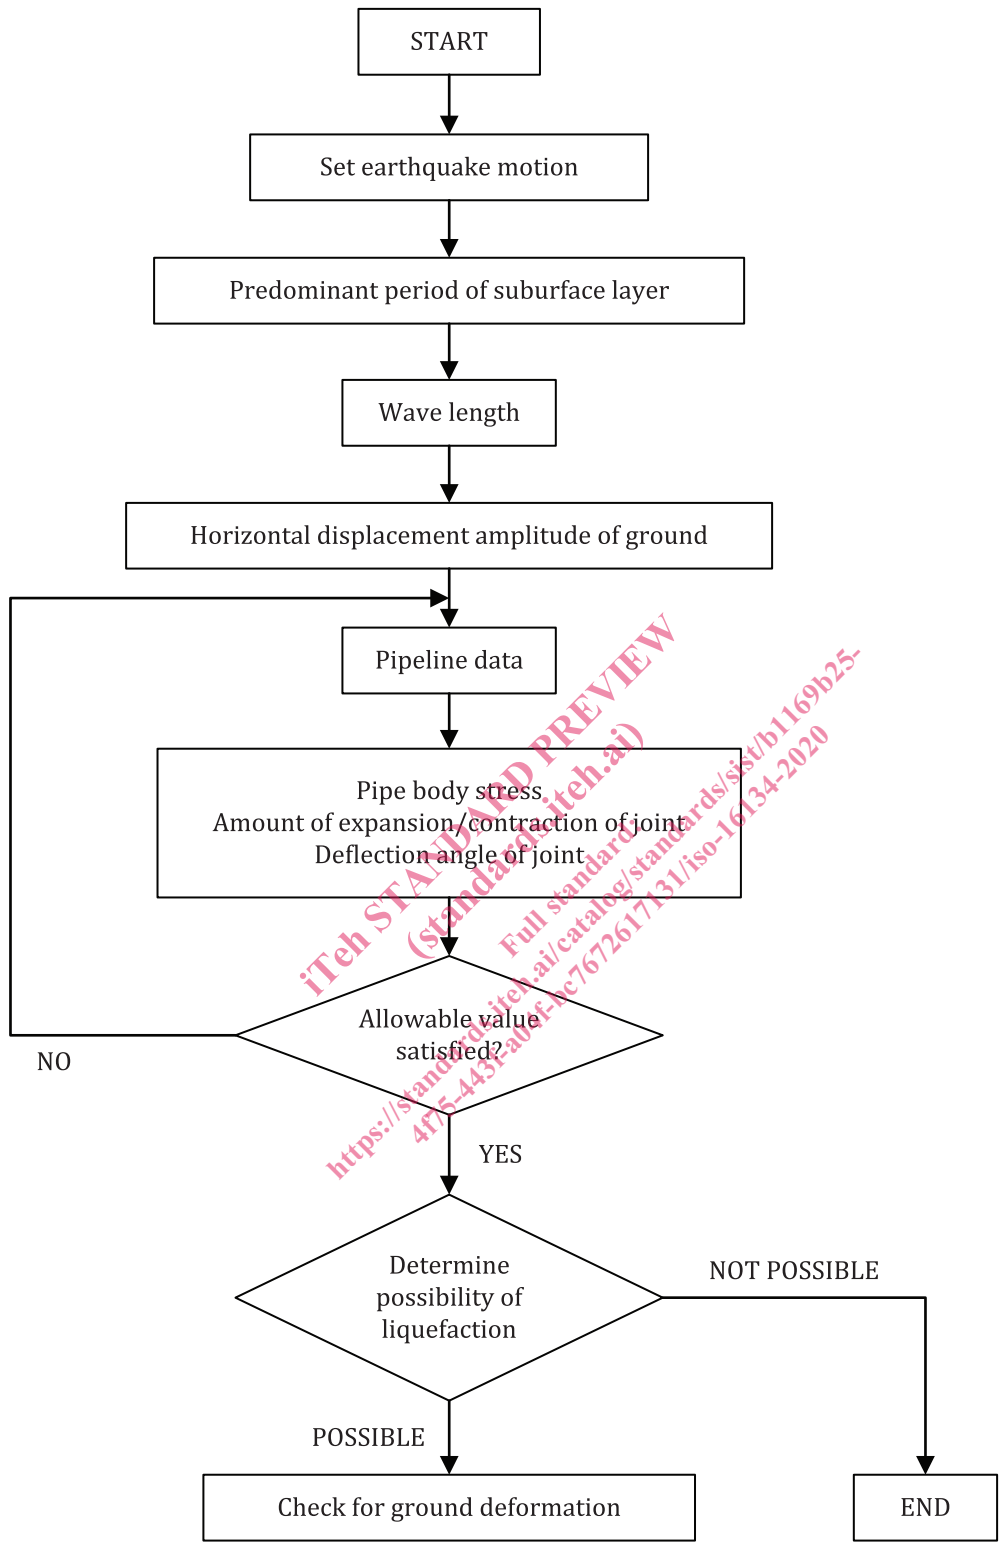 START
Set earthquake motion
Predominant period of suburface layer
Wave length
Horizontal displacement amplitude of ground
Pipeline data
Pipe body stress
Amount of expansion/contraction of joint
Deflection angle of joint
Allowable value
satisfied?
NO
YES
Determine
possibility of
liquefaction
NOT POSSIBLE
POSSIBLE
Check for ground deformation
END
iTeh STANDARD PREVIEW
(standards.iteh.ai)
Full standard:
https://standards.iteh.ai/catalog/standards/sist/b1169b25-
4f75-443f-a04f-bc7672617131/iso-16134-2020